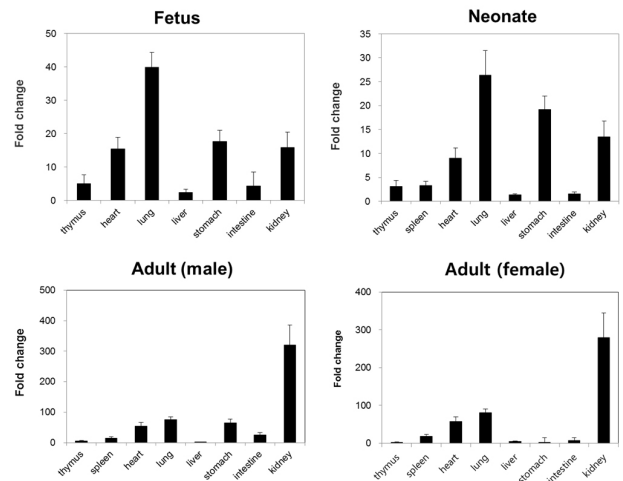 Fetus
Fold change
50
40
30
20
10
0
thymus
heart
lung
liver
stomach
intestine
kidney
Neonate
Fold change
35
30
25
20
15
10
5
0
thymus
spleen
heart
lung
liver
stomach
intestine
kidney
Adult (male)
Fold change
500
400
300
200
100
0
thymus
spleen
heart
lung
liver
stomach
intestine
kidney
Adult (female)
Fold change
400
300
200
100
0
thymus
spleen
heart
lung
liver
stomach
intestine
kidney